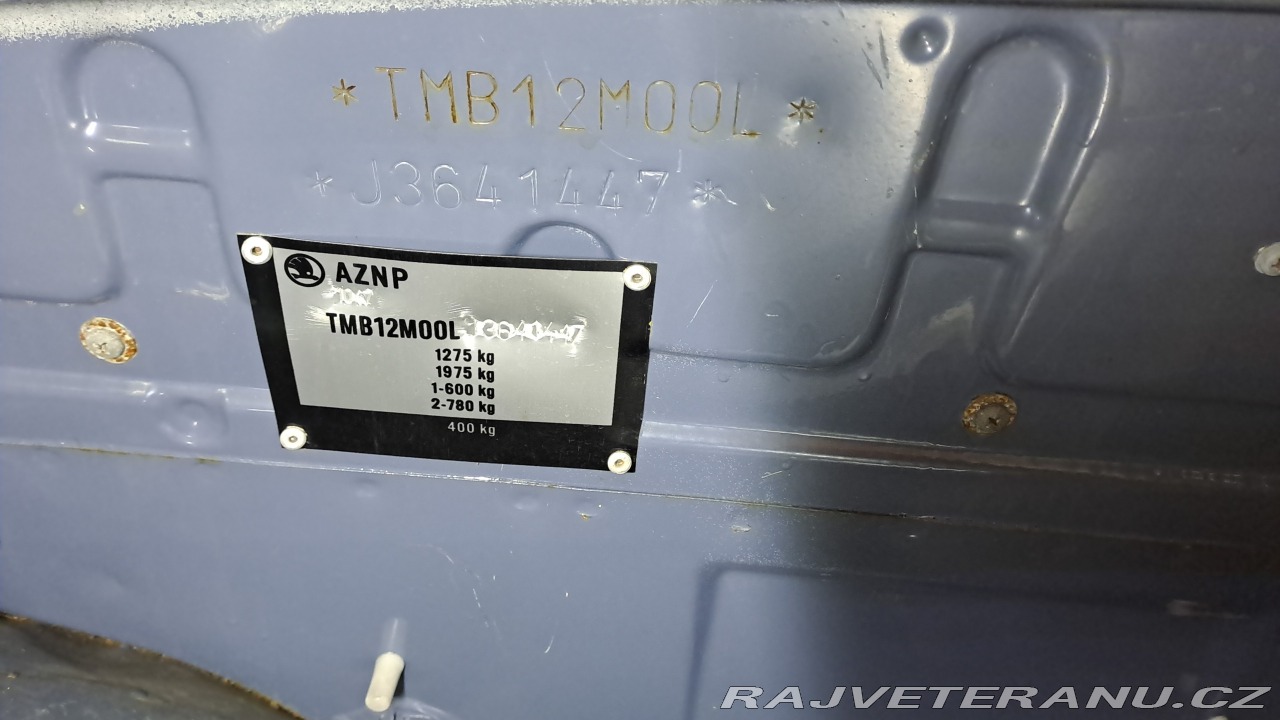 *TMB12M00L*
*J3641447*
AZNP
TMB12M00L
1275 kg
1975 kg
1-600 kg
2-780 kg
400 kg
RAJVETERANU.CZ